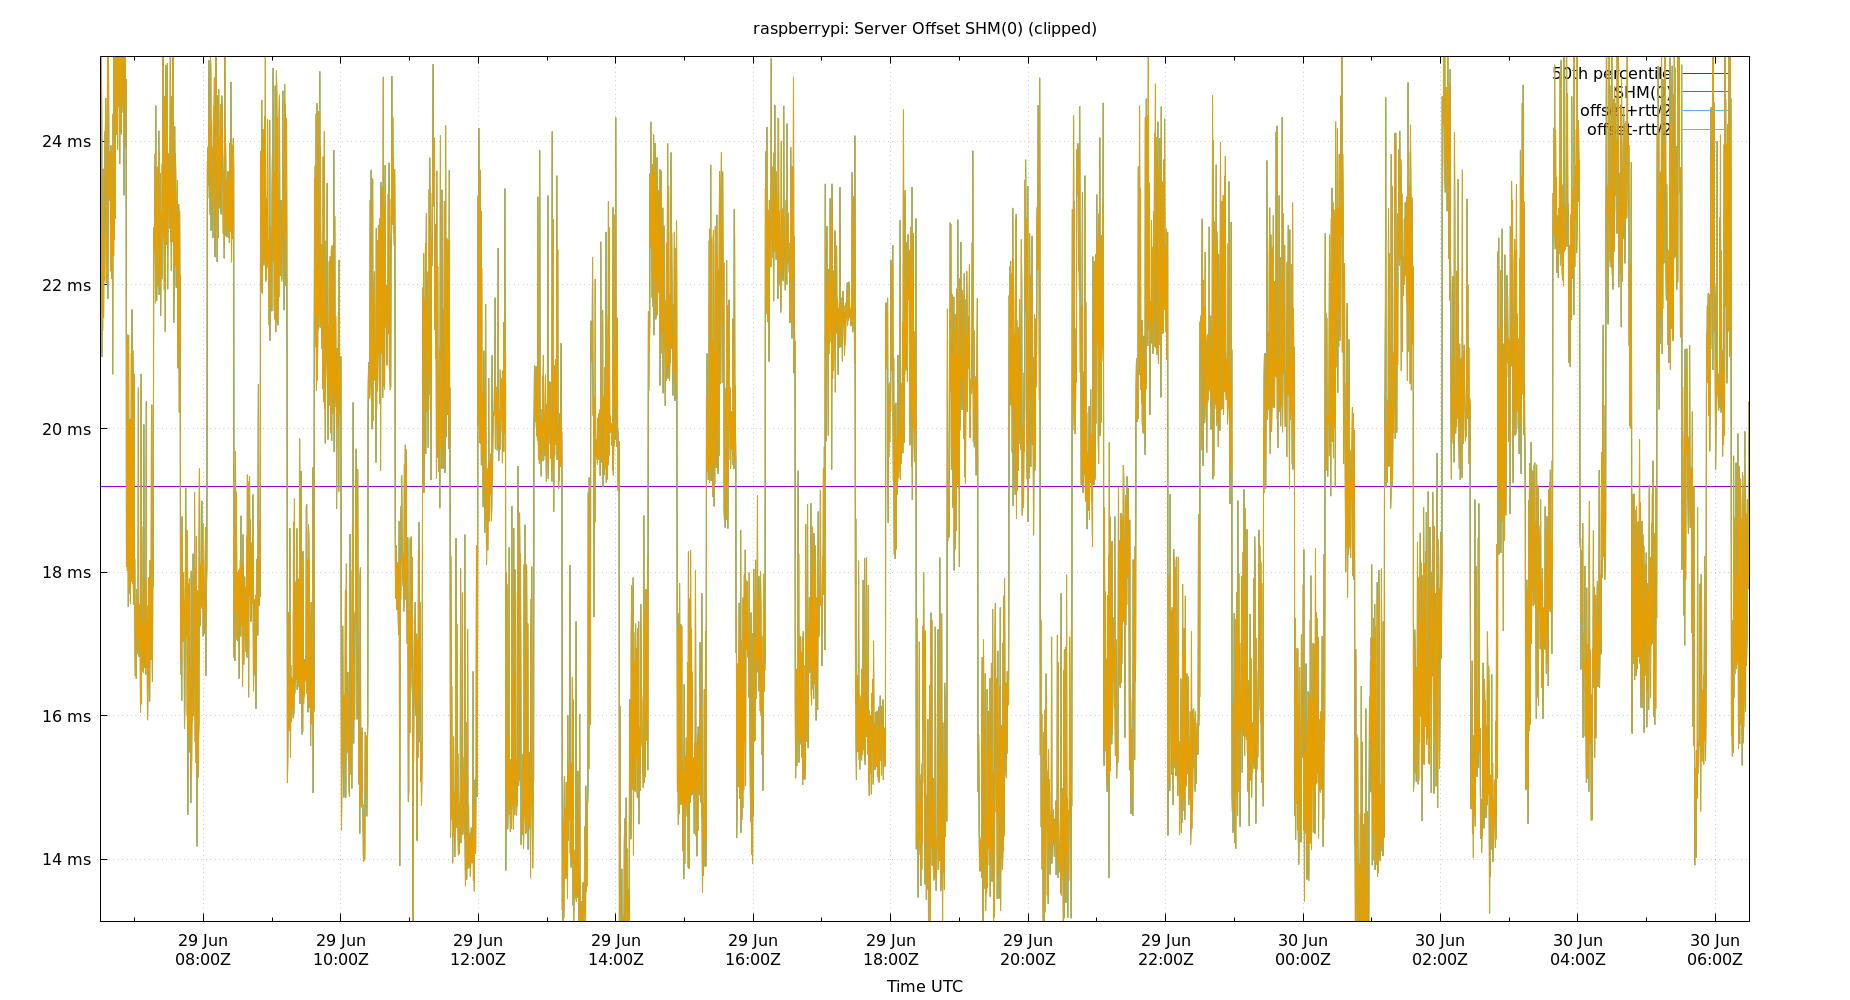 raspberrypi: Server Offset SHM(0) (clipped)
50th percentile
SHM(0)
offset+rtt/2
offset-rtt/2
24 ms
22 ms
20 ms
18 ms
16 ms
14 ms
29 Jun 29 Jun 29 Jun 29 Jun 29 Jun 29 Jun 29 Jun 29 Jun 30 Jun 30 Jun 30 Jun 30 Jun
08:00Z 10:00Z 12:00Z 14:00Z 16:00Z 18:00Z 20:00Z 22:00Z 00:00Z 02:00Z 04:00Z 06:00Z
Time UTC